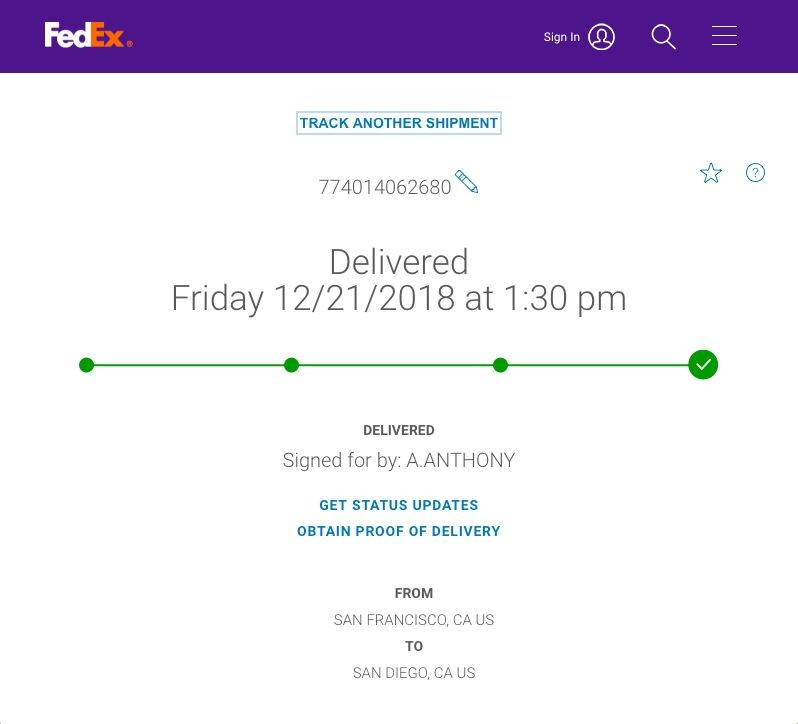 FedEx®
Sign In
TRACK ANOTHER SHIPMENT
774014062680
?
Delivered
Friday 12/21/2018 at 1:30 pm
DELIVERED
Signed for by: A.ANTHONY
GET STATUS UPDATES
OBTAIN PROOF OF DELIVERY
FROM
SAN FRANCISCO, CA US
TO
SAN DIEGO, CA US